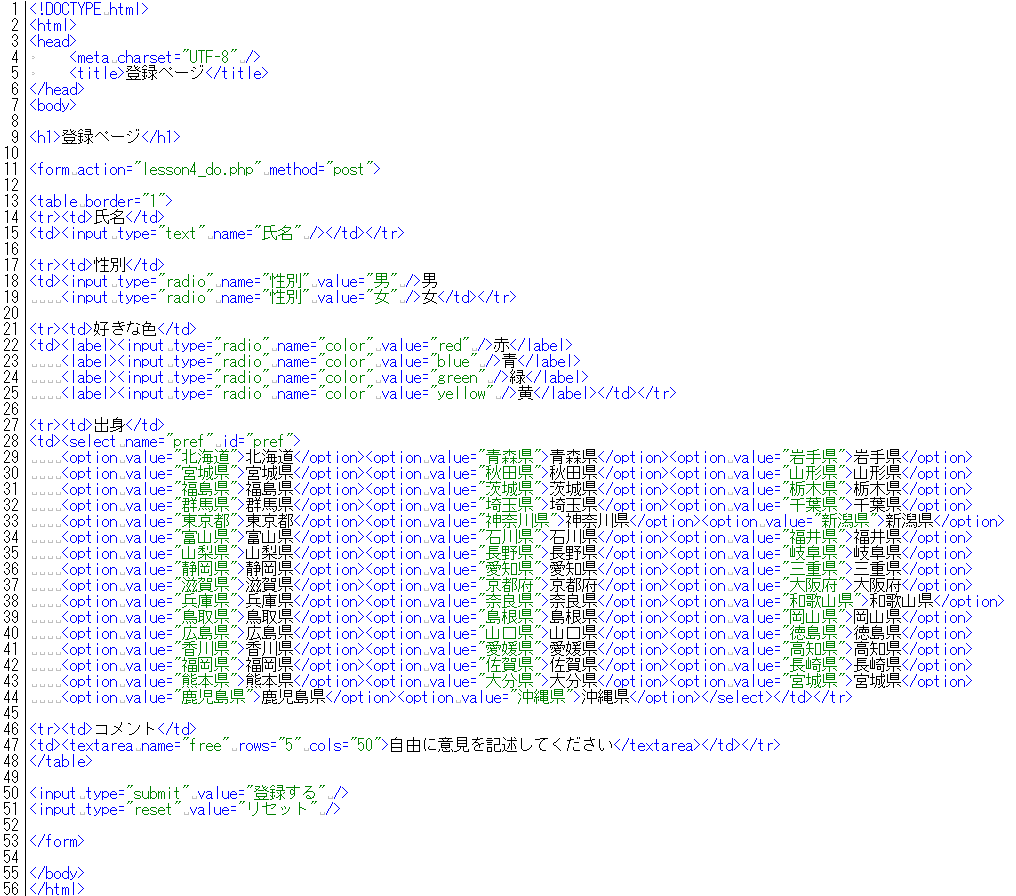 1 <!DOCTYPE html>
2 <html>
3 <head>
4     <meta charset="UTF-8" />
5     <title>登録ページ</title>
6 </head>
7 <body>
8
9 <h1>登録ページ</h1>
10
11 <form action="lesson4_do.php" method="post">
12
13 <table border="1">
14 <tr><td>氏名</td>
15 <td><input type="text" name="氏名" /></td></tr>
16
17 <tr><td>性別</td>
18 <td><input type="radio" name="性別" value="男" />男
19     <input type="radio" name="性別" value="女" />女</td></tr>
20
21 <tr><td>好きな色</td>
22 <td><label><input type="radio" name="color" value="red" />赤</label>
23     <label><input type="radio" name="color" value="blue" />青</label>
24     <label><input type="radio" name="color" value="green" />緑</label>
25     <label><input type="radio" name="color" value="yellow" />黄</label></td></tr>
26
27 <tr><td>出身</td>
28 <td><select name="pref" id="pref">
29     <option value="北海道">北海道</option><option value="青森県">青森県</option><option value="岩手県">岩手県</option>
30     <option value="宮城県">宮城県</option><option value="秋田県">秋田県</option><option value="山形県">山形県</option>
31     <option value="福島県">福島県</option><option value="茨城県">茨城県</option><option value="栃木県">栃木県</option>
32     <option value="群馬県">群馬県</option><option value="埼玉県">埼玉県</option><option value="千葉県">千葉県</option>
33     <option value="東京都">東京都</option><option value="神奈川県">神奈川県</option><option value="新潟県">新潟県</option>
34     <option value="富山県">富山県</option><option value="石川県">石川県</option><option value="福井県">福井県</option>
35     <option value="山梨県">山梨県</option><option value="長野県">長野県</option><option value="岐阜県">岐阜県</option>
36     <option value="静岡県">静岡県</option><option value="愛知県">愛知県</option><option value="三重県">三重県</option>
37     <option value="滋賀県">滋賀県</option><option value="京都府">京都府</option><option value="大阪府">大阪府</option>
38     <option value="兵庫県">兵庫県</option><option value="奈良県">奈良県</option><option value="和歌山県">和歌山県</option>
39     <option value="鳥取県">鳥取県</option><option value="島根県">島根県</option><option value="岡山県">岡山県</option>
40     <option value="広島県">広島県</option><option value="山口県">山口県</option><option value="徳島県">徳島県</option>
41     <option value="香川県">香川県</option><option value="愛媛県">愛媛県</option><option value="高知県">高知県</option>
42     <option value="福岡県">福岡県</option><option value="佐賀県">佐賀県</option><option value="長崎県">長崎県</option>
43     <option value="熊本県">熊本県</option><option value="大分県">大分県</option><option value="宮城県">宮城県</option>
44     <option value="鹿児島県">鹿児島県</option><option value="沖縄県">沖縄県</option></select></td></tr>
45
46 <tr><td>コメント</td>
47 <td><textarea name="free" rows="5" cols="50">自由に意見を記述してください</textarea></td></tr>
48 </table>
49
50 <input type="submit" value="登録する" />
51 <input type="reset" value="リセット" />
52
53 </form>
54
55 </body>
56 </html>